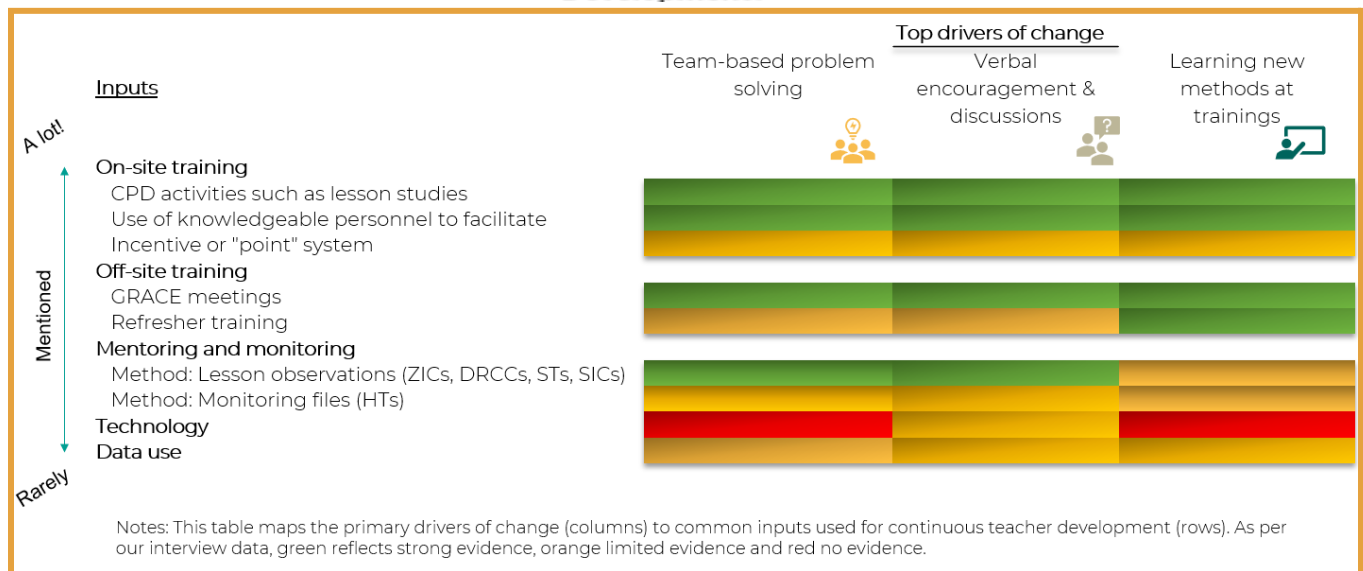 Top drivers of change
Team-based problem solving
Verbal encouragement & discussions
Learning new methods at trainings
Inputs
A lot!
Mentioned
Rarely
On-site training
CPD activities such as lesson studies
Use of knowledgeable personnel to facilitate
Incentive or "point" system
Off-site training
GRACE meetings
Refresher training
Mentoring and monitoring
Method: Lesson observations (ZICs, DRCCs, STs, SICs)
Method: Monitoring files (HTs)
Technology
Data use
?
Notes: This table maps the primary drivers of change (columns) to common inputs used for continuous teacher development (rows). As per
our interview data, green reflects strong evidence, orange limited evidence and red no evidence.